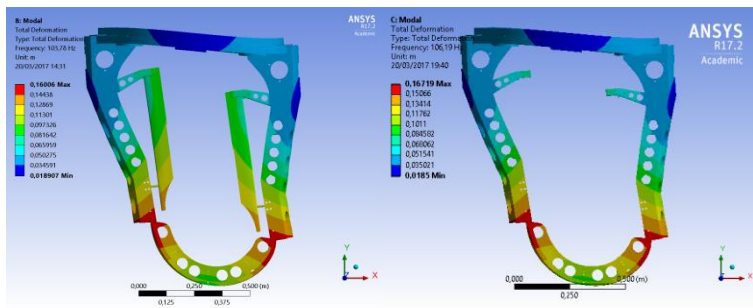 B: Modal
Total Deformation
Type: Total Deformation
Frequency: 103,78 Hz
Unit: m
20/03/2017 14:31
0,16006 Max
0,14438
0,12869
0,11301
0,097328
0,081642
0,065959
0,050275
0,034591
0,018907 Min
ANSYS
R17.2
Academic
0,000
0,250
0,500 (m)
0,125
0,375
Y
X
Z
C: Modal
Total Deformation
Type: Total Deformation
Frequency: 106,19 Hz
Unit: m
20/03/2017 19:40
0,16719 Max
0,15066
0,13414
0,11762
0,1011
0,084582
0,068062
0,051541
0,035021
0,0185 Min
ANSYS
R17.2
Academic
0,000
0,500 (m)
0,250
Y
X
Z